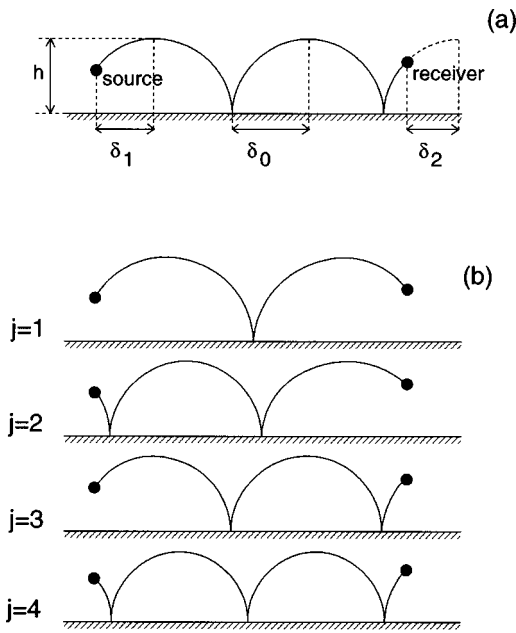 (a)
h
source
receiver
δ₁
δ₀
δ₂
(b)
j=1
j=2
j=3
j=4